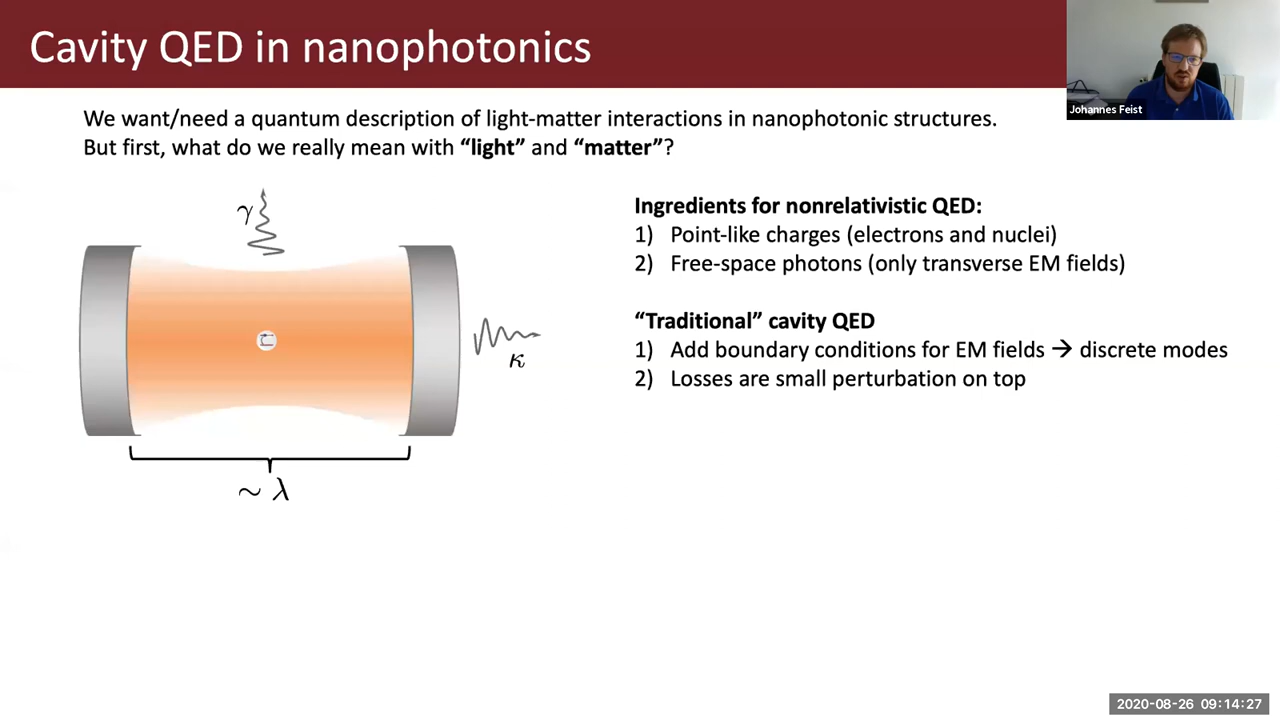 Cavity QED in nanophotonics
Johannes Feist
We want/need a quantum description of light-matter interactions in nanophotonic structures.
But first, what do we really mean with “light” and “matter”?
γ
κ
~ λ
Ingredients for nonrelativistic QED:
1) Point-like charges (electrons and nuclei)
2) Free-space photons (only transverse EM fields)
“Traditional” cavity QED
1) Add boundary conditions for EM fields → discrete modes
2) Losses are small perturbation on top
2020-08-26 09:14:27